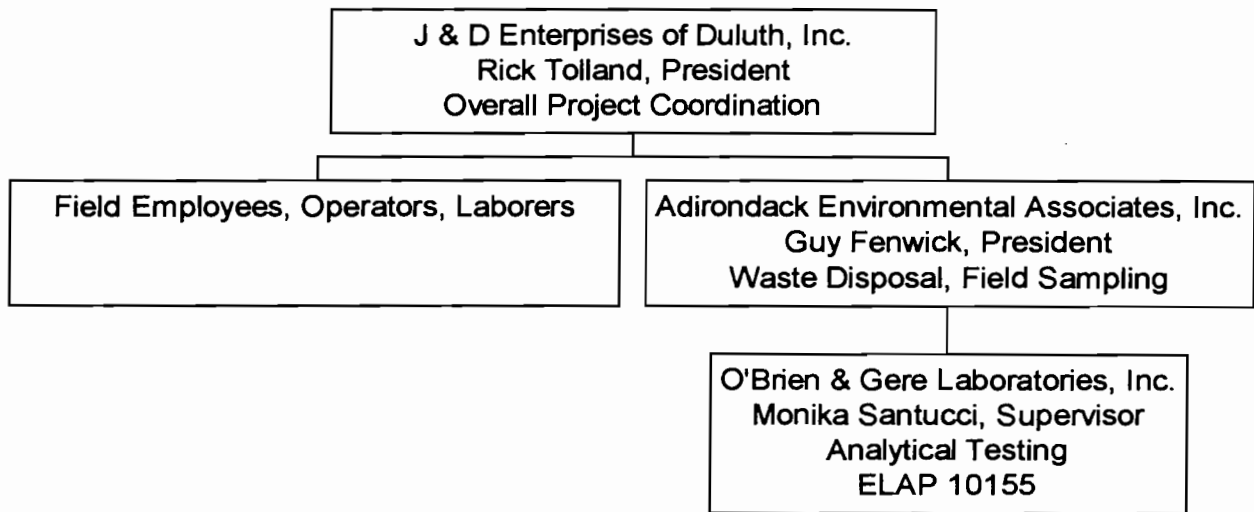 J & D Enterprises of Duluth, Inc.
Rick Tolland, President
Overall Project Coordination
Field Employees, Operators, Laborers
Adirondack Environmental Associates, Inc.
Guy Fenwick, President
Waste Disposal, Field Sampling
O'Brien & Gere Laboratories, Inc.
Monika Santucci, Supervisor
Analytical Testing
ELAP 10155